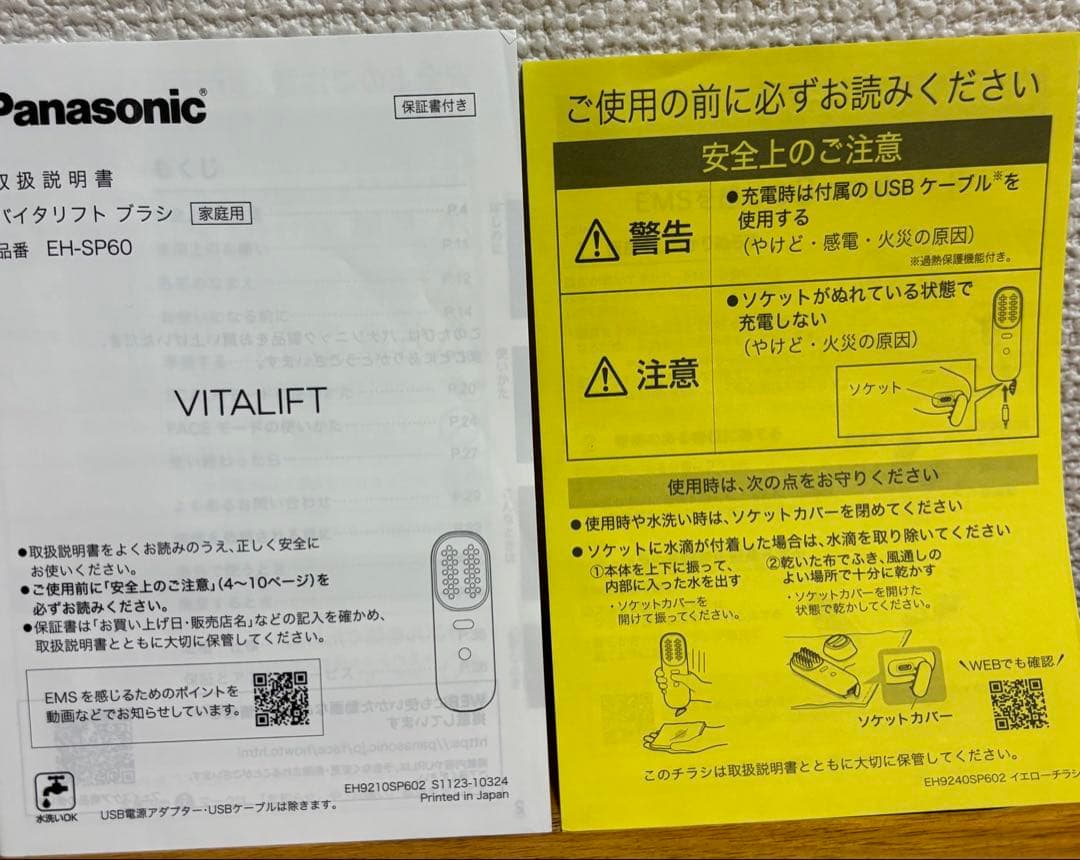 Panasonic®
保証書付き
取扱説明書
バイタリフト ブラシ 家庭用
品番 EH-SP60
VITALIFT
●取扱説明書をよくお読みのうえ、正しく安全に
お使いください。
●ご使用前に「安全上のご注意」(4～10ページ)を
必ずお読みください。
●保証書は「お買い上げ日・販売店名」などの記入を確かめ、
取扱説明書とともに大切に保管してください。
EMSを感じるためのポイントを
動画などでお知らせしています。
水洗いOK
USB電源アダプター・USBケーブルは除きます。
EH9210SP602 S1123-10324
Printed in Japan
ご使用の前に必ずお読みください
安全上のご注意
警告
●充電時は付属の USB ケーブル※を
使用する
(やけど・感電・火災の原因)
※過熱保護機能付き。
注意
●ソケットがぬれている状態で
充電しない
(やけど・火災の原因)
ソケット
使用時は、次の点をお守りください
●使用時や水洗い時は、ソケットカバーを閉めてください
●ソケットに水滴が付着した場合は、水滴を取り除いてください
①本体を上下に振って、
内部に入った水を出す
・ソケットカバーを
開けて振ってください。
②乾いた布でふき、風通しの
よい場所で十分に乾かす
・ソケットカバーを開けた
状態で乾かしてください。
ソケットカバー
\WEBでも確認/
このチラシは取扱説明書とともに大切に保管してください。
EH9240SP602 イエローチラシ